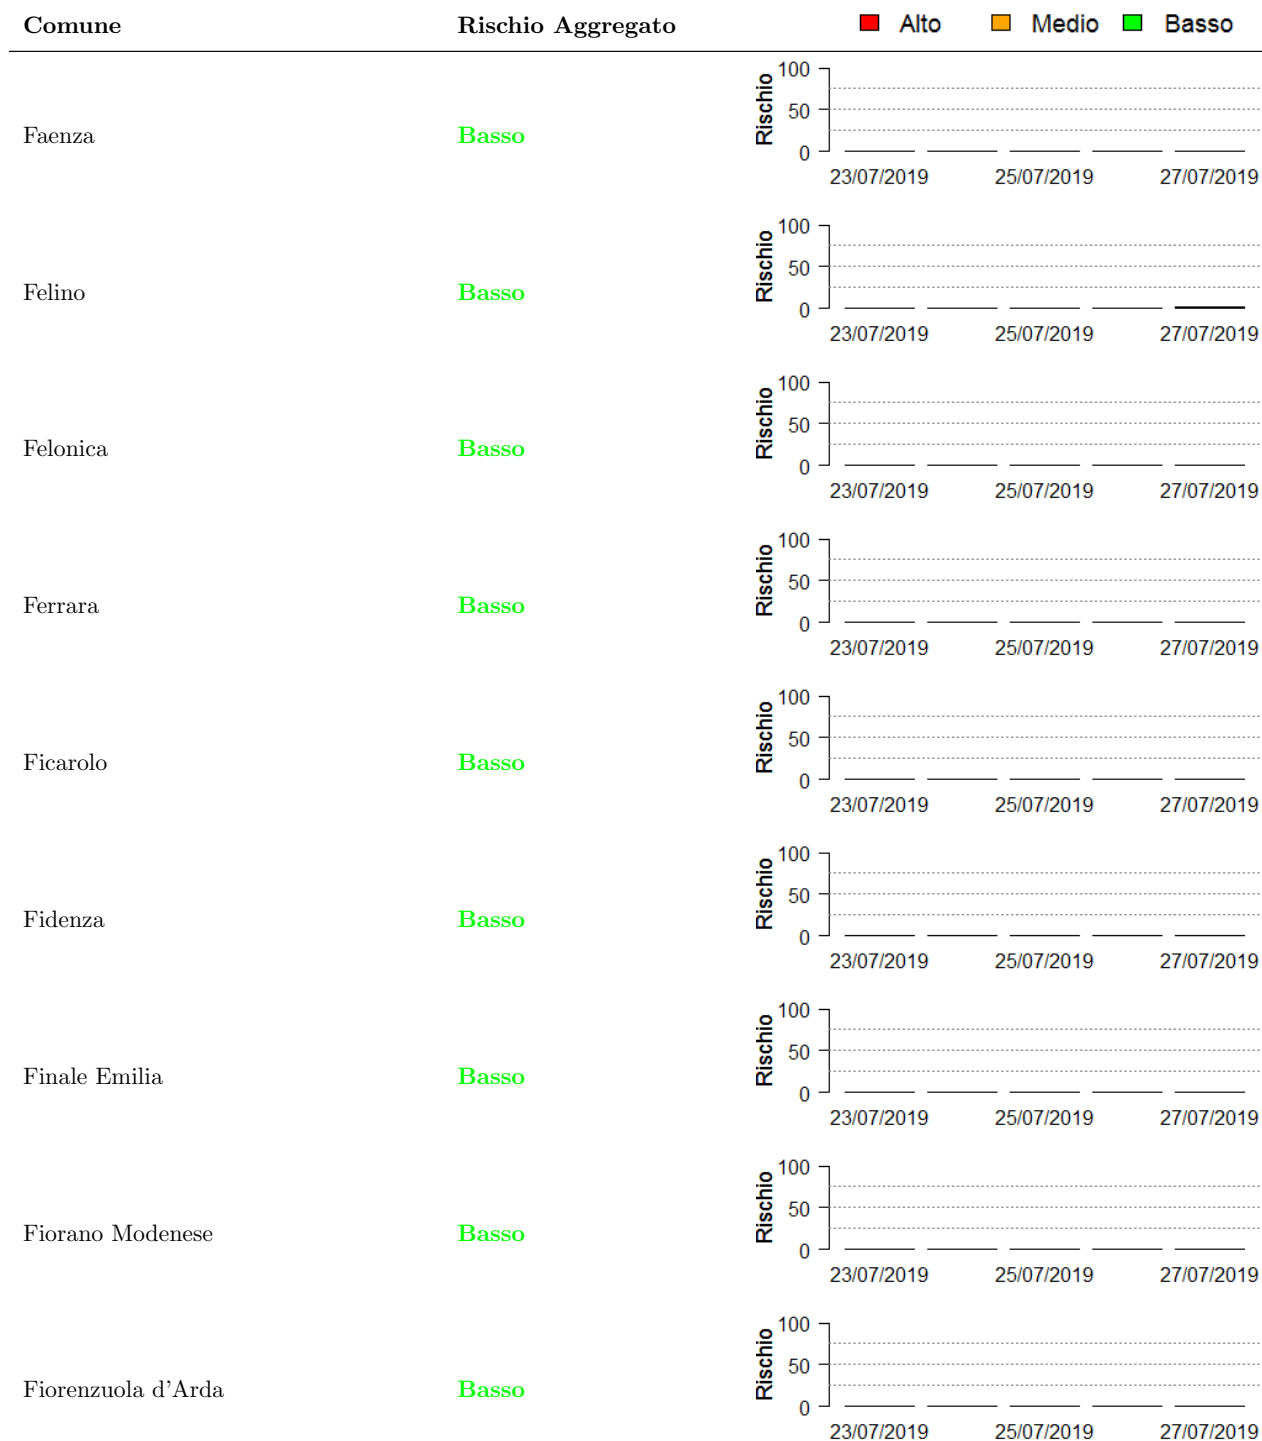 Comune Rischio Aggregato Alto Medio Basso
Faenza Basso
Rischio
100
50
0
23/07/2019 25/07/2019 27/07/2019
Felino Basso
Rischio
100
50
0
23/07/2019 25/07/2019 27/07/2019
Felonica Basso
Rischio
100
50
0
23/07/2019 25/07/2019 27/07/2019
Ferrara Basso
Rischio
100
50
0
23/07/2019 25/07/2019 27/07/2019
Ficarolo Basso
Rischio
100
50
0
23/07/2019 25/07/2019 27/07/2019
Fidenza Basso
Rischio
100
50
0
23/07/2019 25/07/2019 27/07/2019
Finale Emilia Basso
Rischio
100
50
0
23/07/2019 25/07/2019 27/07/2019
Fiorano Modenese Basso
Rischio
100
50
0
23/07/2019 25/07/2019 27/07/2019
Fiorenzuola d'Arda Basso
Rischio
100
50
0
23/07/2019 25/07/2019 27/07/2019